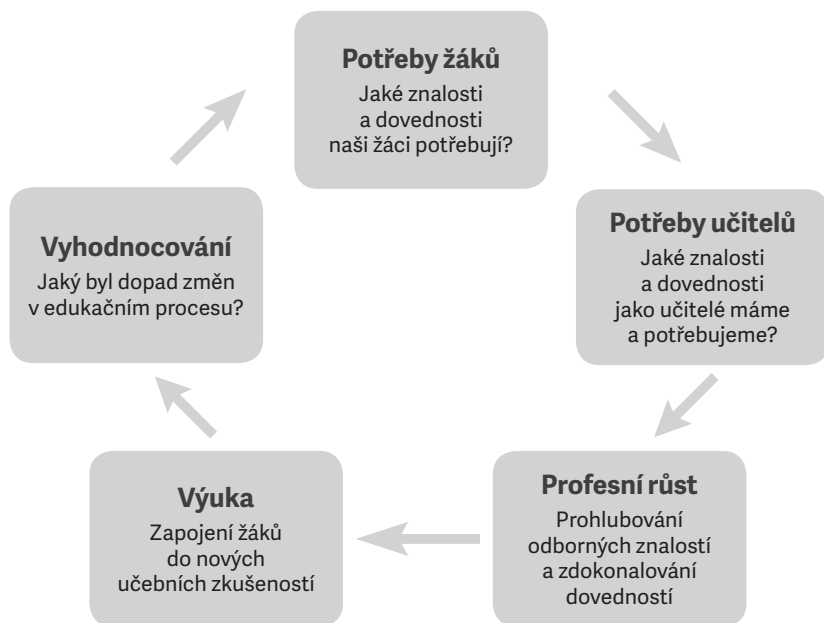 Potřeby žáků
Jaké znalosti
a dovednosti
naši žáci potřebují?
Potřeby učitelů
Jaké znalosti
a dovednosti
jako učitelé máme
a potřebujeme?
Profesní růst
Prohlubování
odborných znalostí
a zdokonalování
dovedností
Výuka
Zapojení žáků
do nových
učebních zkušeností
Vyhodnocování
Jaký byl dopad změn
v edukačním procesu?